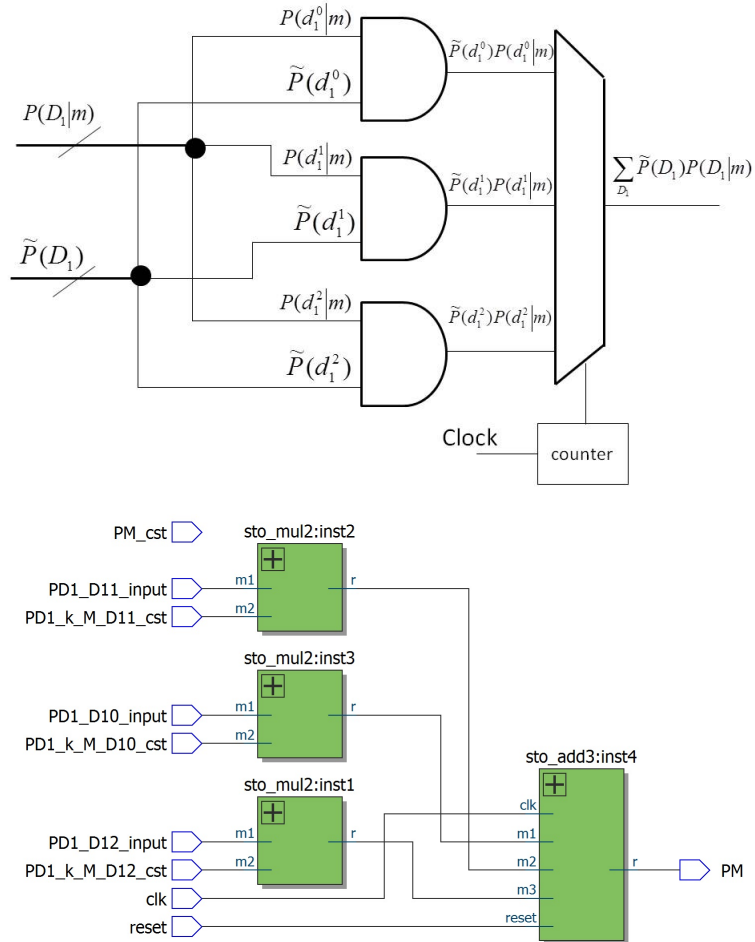 P(d₁⁰|m)
P̃(d₁⁰)
P̃(d₁⁰)P(d₁⁰|m)
P(D₁|m)
P(d₁¹|m)
P̃(d₁¹)
P̃(d₁¹)P(d₁¹|m)
∑ P̃(D₁)P(D₁|m)
D₁
P̃(D₁)
P(d₁²|m)
P̃(d₁²)
P̃(d₁²)P(d₁²|m)
Clock
counter
PM_cst
sto_mul2:inst2
PD1_D11_input
m1
r
PD1_k_M_D11_cst
m2
sto_mul2:inst3
PD1_D10_input
m1
r
PD1_k_M_D10_cst
m2
sto_mul2:inst1
PD1_D12_input
m1
r
PD1_k_M_D12_cst
m2
clk
reset
sto_add3:inst4
clk
m1
m2
r
PM
m3
reset